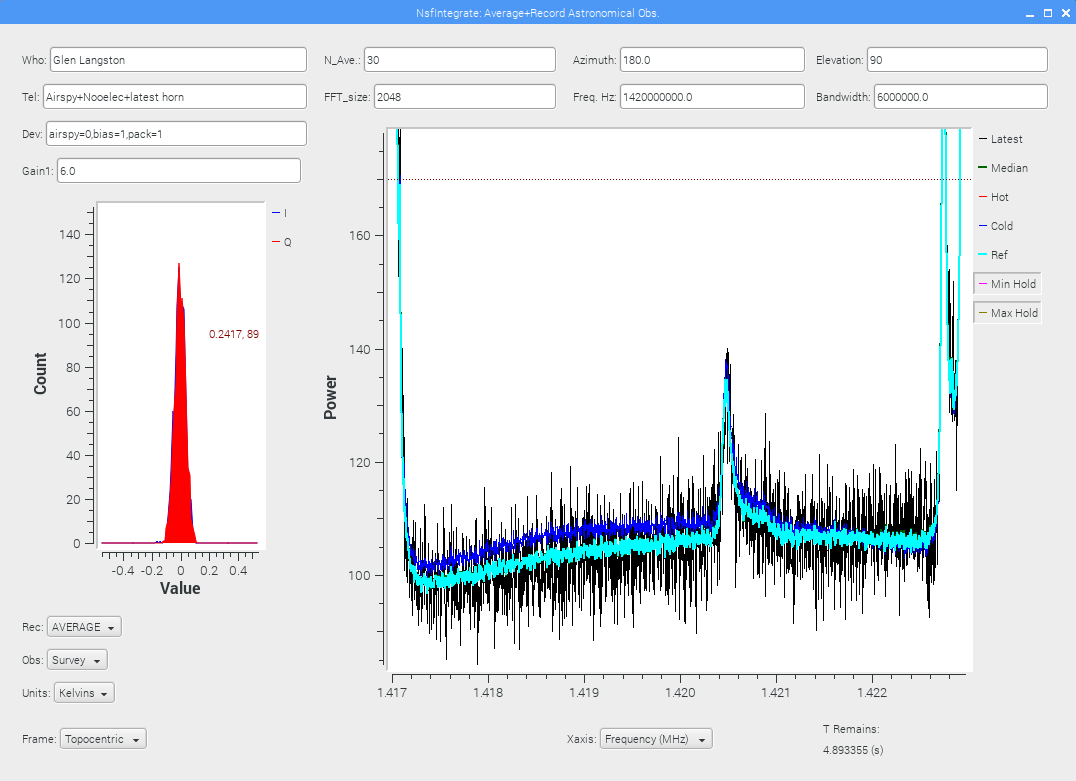 NsfIntegrate: Average+Record Astronomical Obs.
Who: Glen Langston
N_Ave.: 30
Azimuth: 180.0
Elevation: 90
Tel: Airspy+Nooelec+latest horn
FFT_size: 2048
Freq. Hz: 1420000000.0
Bandwidth: 6000000.0
Dev: airspy=0,bias=1,pack=1
Gain1: 6.0
I
Q
140
120
100
80
60
40
20
0
Count
0.2417, 89
-0.4 -0.2 0 0.2 0.4
Value
160
140
120
100
Power
1.417 1.418 1.419 1.420 1.421 1.422
Latest
Median
Hot
Cold
Ref
Min Hold
Max Hold
Rec: AVERAGE
Obs: Survey
Units: Kelvins
Frame: Topocentric
Xaxis: Frequency (MHz)
T Remains:
4.893355 (s)